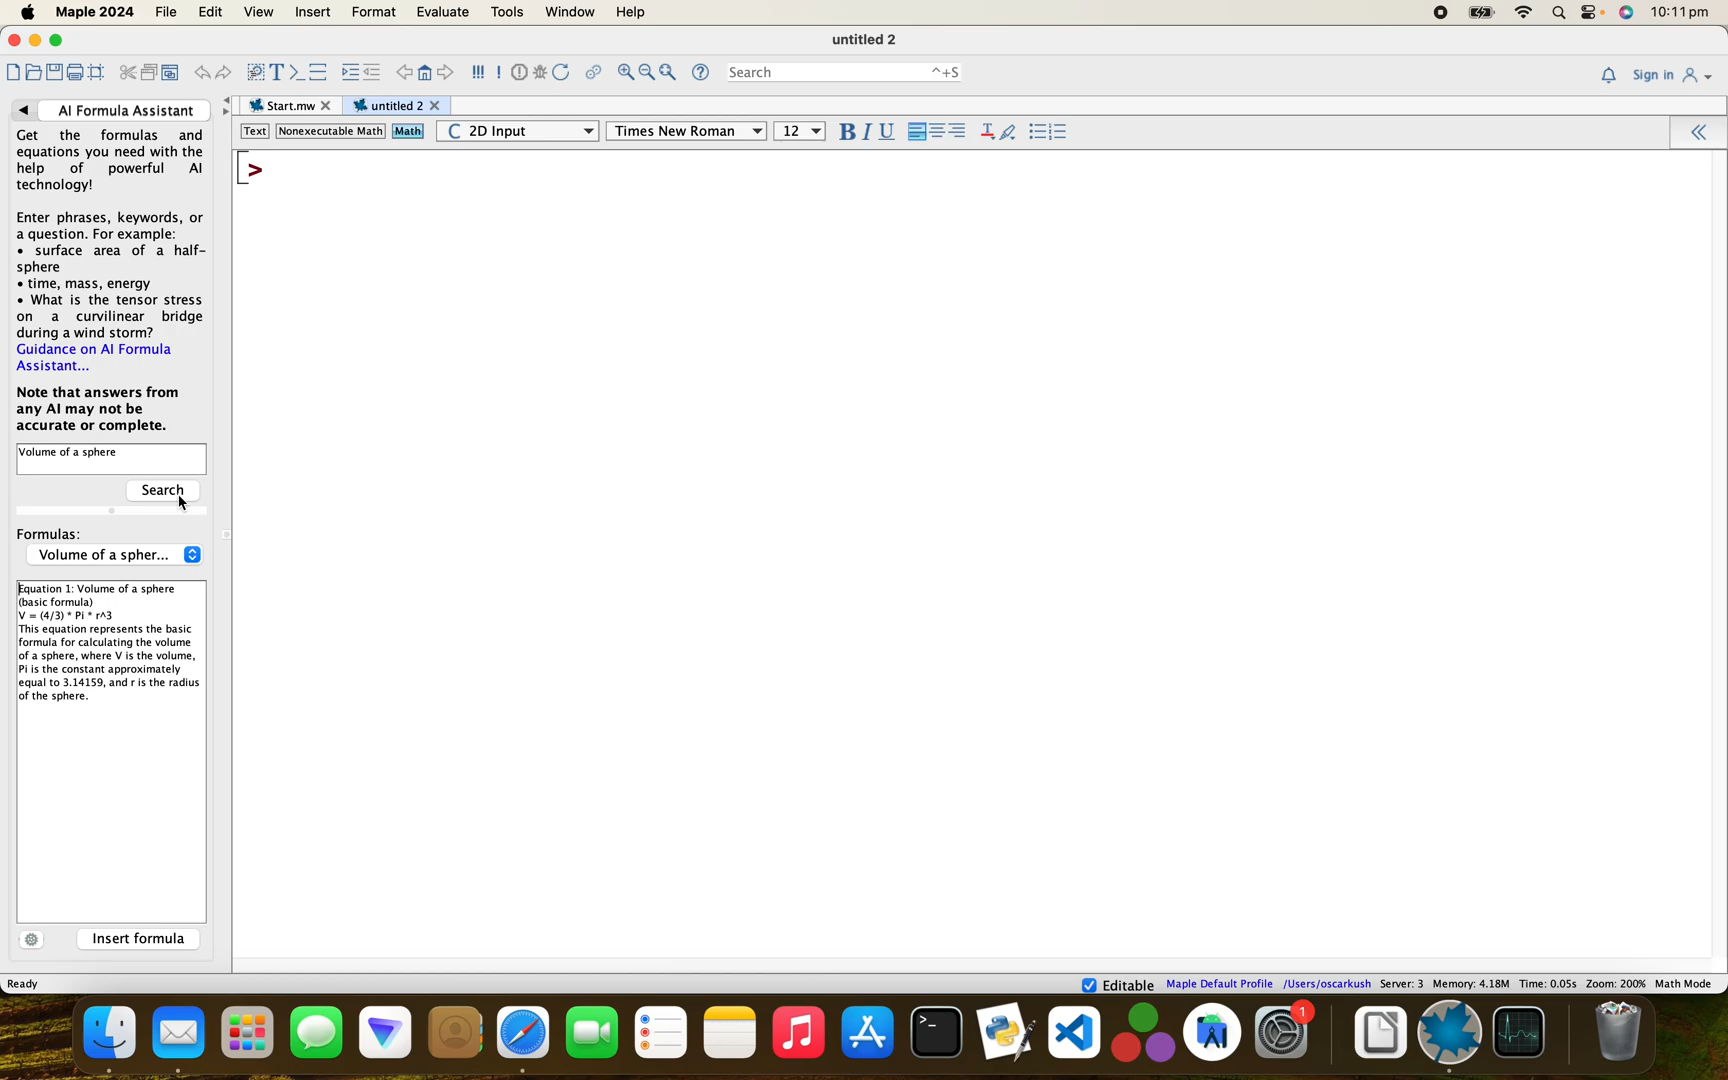 Maple 2024 File Edit View Insert Format Evaluate Tools Window Help 10:11 pm
untitled 2
Search ^+S Sign in
AI Formula Assistant
Start.mw untitled 2
Text Nonexecutable Math Math C 2D Input Times New Roman 12 B I U
Get the formulas and
equations you need with the
help of powerful AI
technology!
Enter phrases, keywords, or
a question. For example:
• surface area of a half-
sphere
• time, mass, energy
• What is the tensor stress
on a curvilinear bridge
during a wind storm?
Guidance on AI Formula
Assistant...
Note that answers from
any AI may not be
accurate or complete.
Volume of a sphere
Search
Formulas:
Volume of a spher...
Equation 1: Volume of a sphere
(basic formula)
V = (4/3) * Pi * r^3
This equation represents the basic
formula for calculating the volume
of a sphere, where V is the volume,
Pi is the constant approximately
equal to 3.14159, and r is the radius
of the sphere.
Insert formula
>
Ready Editable Maple Default Profile /Users/oscarkush Server: 3 Memory: 4.18M Time: 0.05s Zoom: 200% Math Mode
1